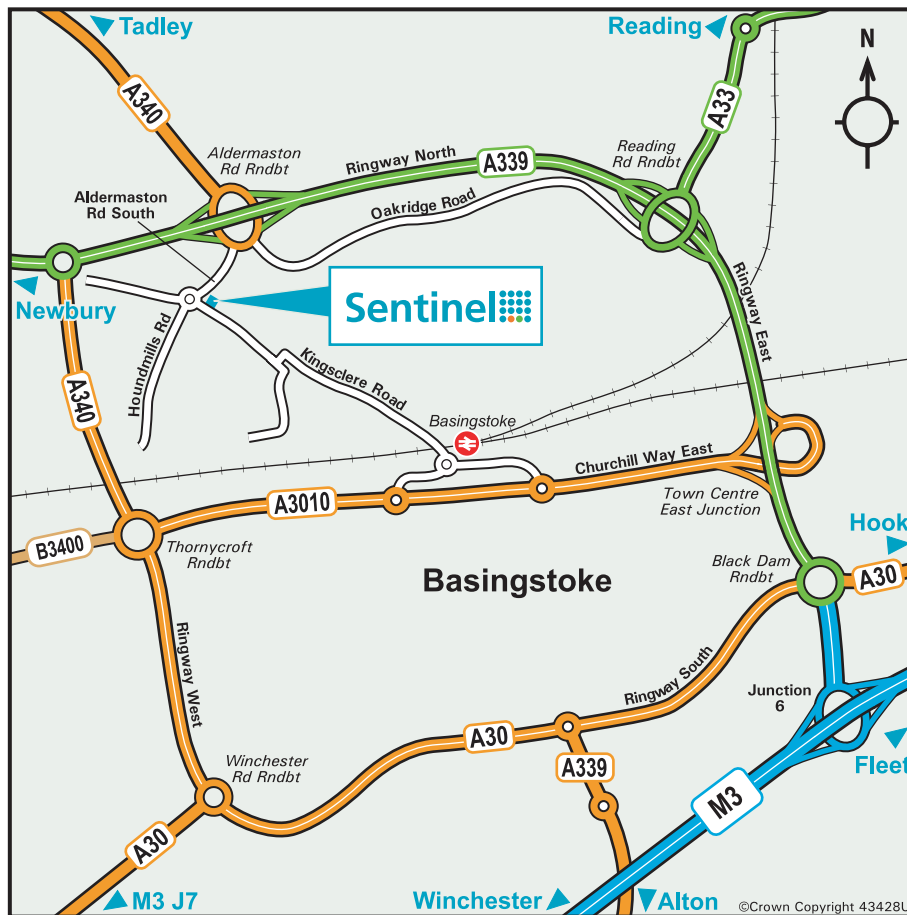 Tadley
Reading
N
A340
A33
Aldermaston
Rd Rndbt
Reading
Rd Rndbt
Ringway North
A339
Aldermaston
Rd South
Oakridge Road
Newbury
Sentinel
Ringway East
Houndmills Rd
Kingsclere Road
A340
Basingstoke
Churchill Way East
A3010
Town Centre
East Junction
Hook
B3400
Thornycroft
Rndbt
Basingstoke
Black Dam
Rndbt
A30
Ringway West
Ringway South
Junction
6
A30
Winchester
Rd Rndbt
A339
Fleet
M3
A30
M3 J7
Winchester
Alton
©Crown Copyright 43428U